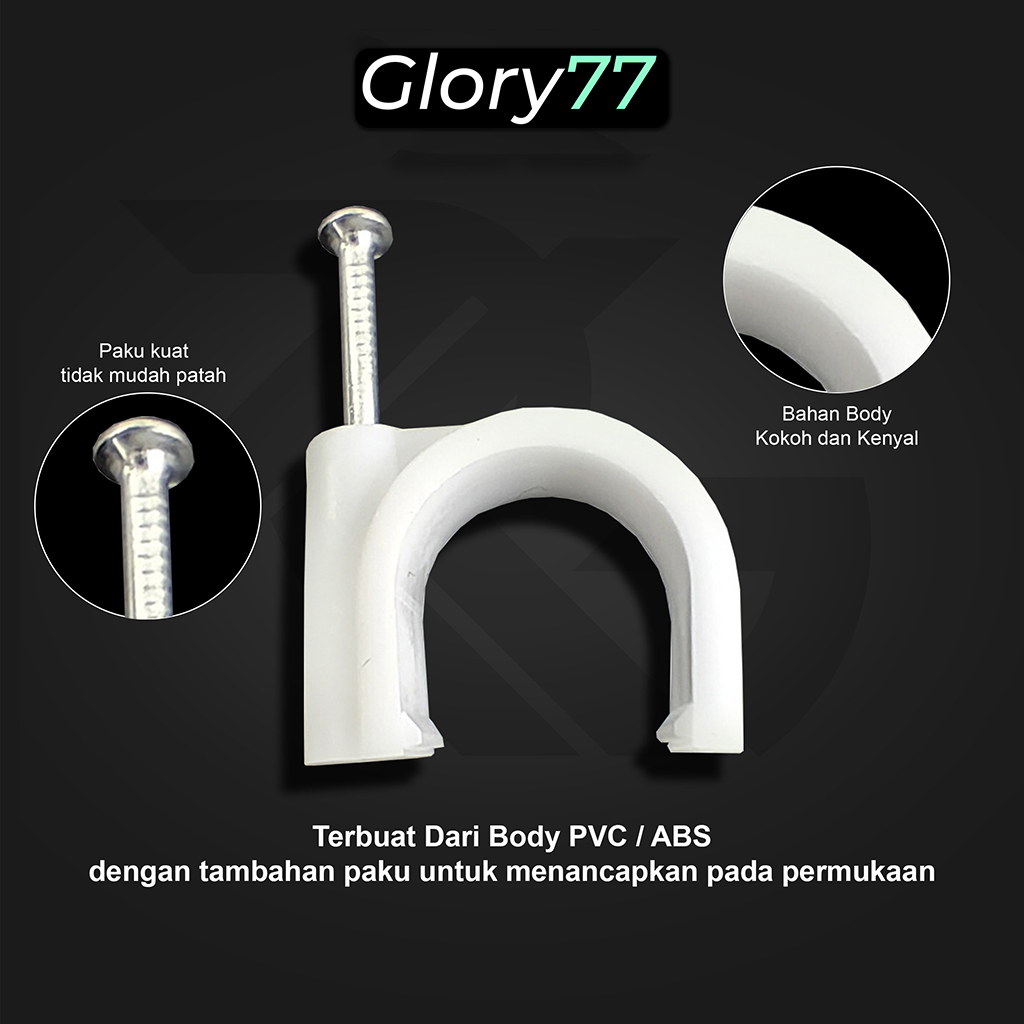 Glory77
Paku kuat
tidak mudah patah
Bahan Body
Kokoh dan Kenyal
Terbuat Dari Body PVC / ABS
dengan tambahan paku untuk menancapkan pada permukaan